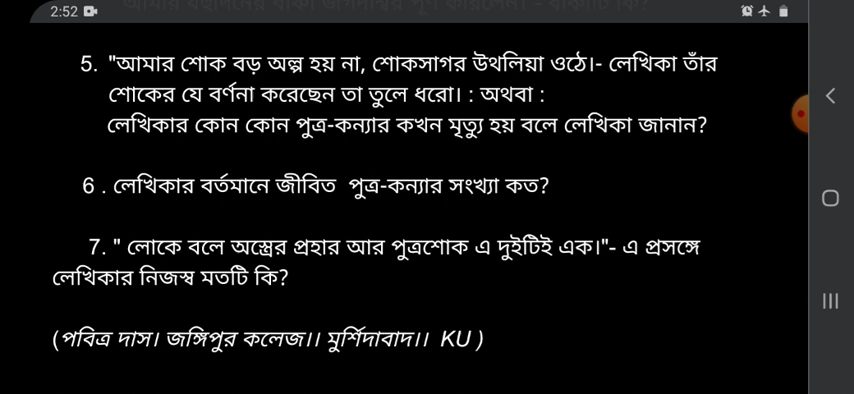 2:52
5. "আমার শোক বড় অল্প হয় না, শোকসাগর উথলিয়া ওঠে।- লেখিকা তাঁর
শোকের যে বর্ণনা করেছেন তা তুলে ধরো। : অথবা :
লেখিকার কোন কোন পুত্র-কন্যার কখন মৃত্যু হয় বলে লেখিকা জানান?
6 . লেখিকার বর্তমানে জীবিত পুত্র-কন্যার সংখ্যা কত?
7. " লোকে বলে অস্ত্রের প্রহার আর পুত্রশোক এ দুইটিই এক।"- এ প্রসঙ্গে
লেখিকার নিজস্ব মতটি কি?
(পবিত্র দাস। জঙ্গিপুর কলেজ।। মুর্শিদাবাদ।। KU )